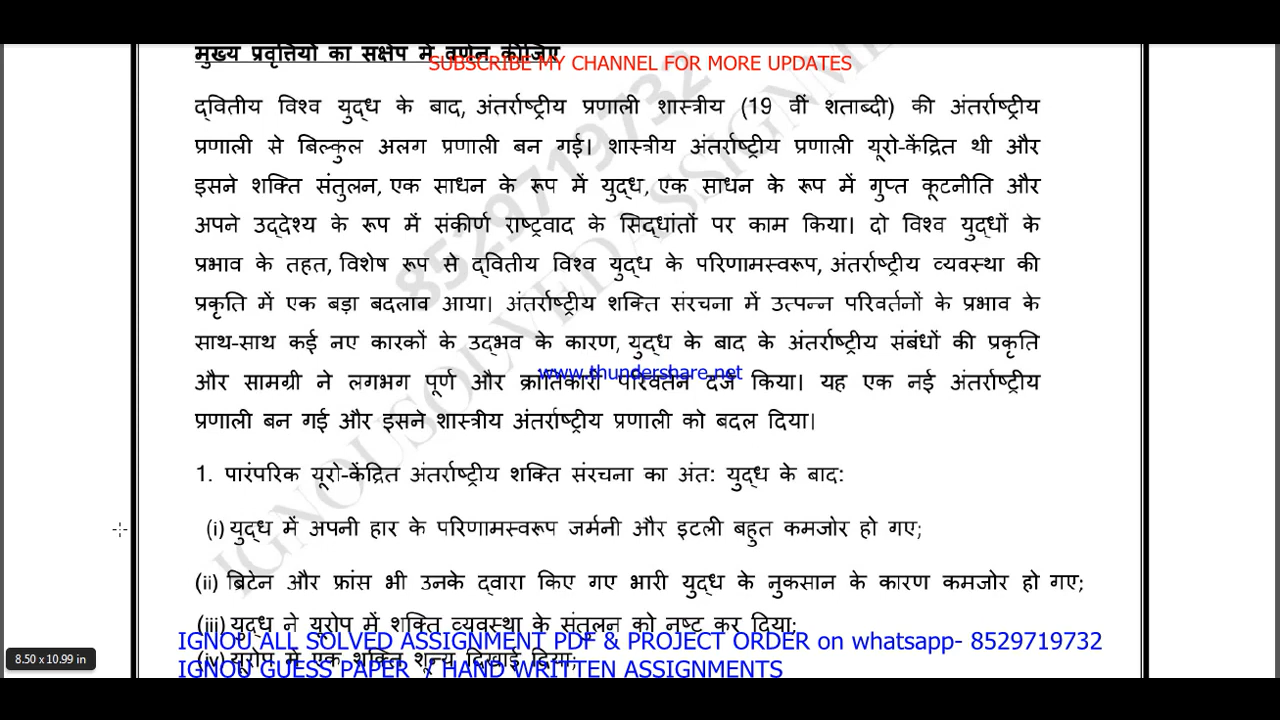 मुख्य प्रवृत्तियों का संक्षेप में वर्णन कीजिए
SUBSCRIBE MY CHANNEL FOR MORE UPDATES
द्वितीय विश्व युद्ध के बाद, अंतर्राष्ट्रीय प्रणाली शास्त्रीय (19 वीं शताब्दी) की अंतर्राष्ट्रीय
प्रणाली से बिल्कुल अलग प्रणाली बन गई। शास्त्रीय अंतर्राष्ट्रीय प्रणाली यूरो-केंद्रित थी और
इसने शक्ति संतुलन, एक साधन के रूप में युद्ध, एक साधन के रूप में गुप्त कूटनीति और
अपने उद्देश्य के रूप में संकीर्ण राष्ट्रवाद के सिद्धांतों पर काम किया। दो विश्व युद्धों के
प्रभाव के तहत, विशेष रूप से द्वितीय विश्व युद्ध के परिणामस्वरूप, अंतर्राष्ट्रीय व्यवस्था की
प्रकृति में एक बड़ा बदलाव आया। अंतर्राष्ट्रीय शक्ति संरचना में उत्पन्न परिवर्तनों के प्रभाव के
साथ-साथ कई नए कारकों के उद्भव के कारण, युद्ध के बाद के अंतर्राष्ट्रीय संबंधों की प्रकृति
www.thundershare.net
और सामग्री ने लगभग पूर्ण और क्रांतिकारी परिवर्तन दर्ज किया। यह एक नई अंतर्राष्ट्रीय
प्रणाली बन गई और इसने शास्त्रीय अंतर्राष्ट्रीय प्रणाली को बदल दिया।
1. पारंपरिक यूरो-केंद्रित अंतर्राष्ट्रीय शक्ति संरचना का अंत: युद्ध के बाद:
(i) युद्ध में अपनी हार के परिणामस्वरूप जर्मनी और इटली बहुत कमजोर हो गए;
(ii) ब्रिटेन और फ्रांस भी उनके द्वारा किए गए भारी युद्ध के नुकसान के कारण कमजोर हो गए;
(iii) युद्ध ने यूरोप में शक्ति व्यवस्था के संतुलन को नष्ट कर दिया;
IGNOU ALL SOLVED ASSIGNMENT PDF & PROJECT ORDER on whatsapp- 8529719732
(iv) यूरोप में एक शक्ति शून्य दिखाई दिया;
IGNOU GUESS PAPER / HAND WRITTEN ASSIGNMENTS
8529719732
IGNOUSOLVEDASSIGNME
8.50 x 10.99 in